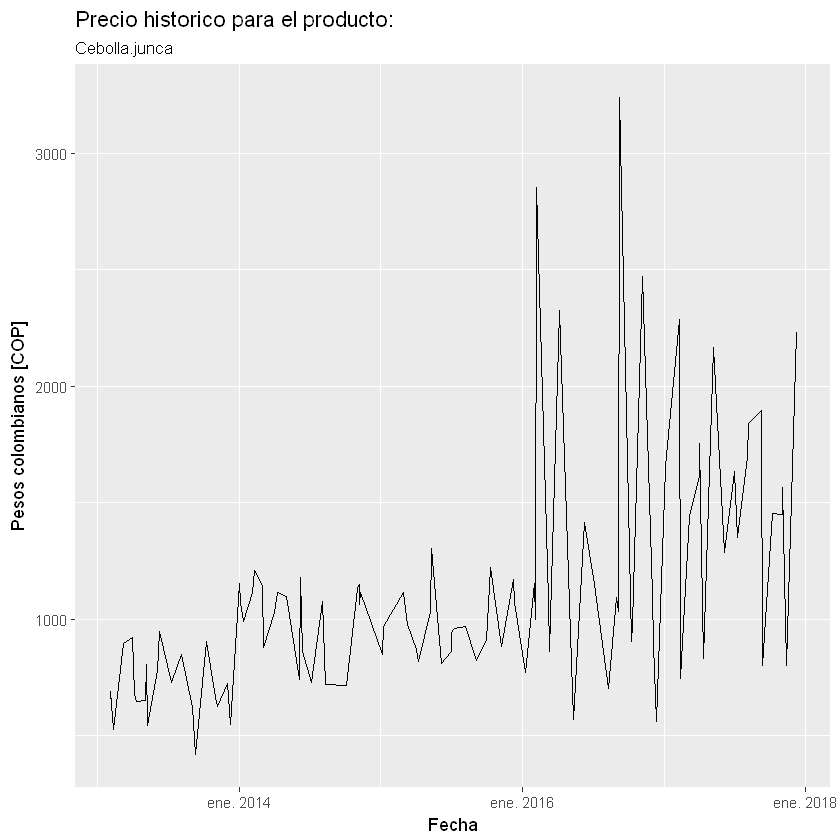 Precio historico para el producto:
Cebolla.junca
Pesos colombianos [COP]
3000
2000
1000
ene. 2014
ene. 2016
ene. 2018
Fecha